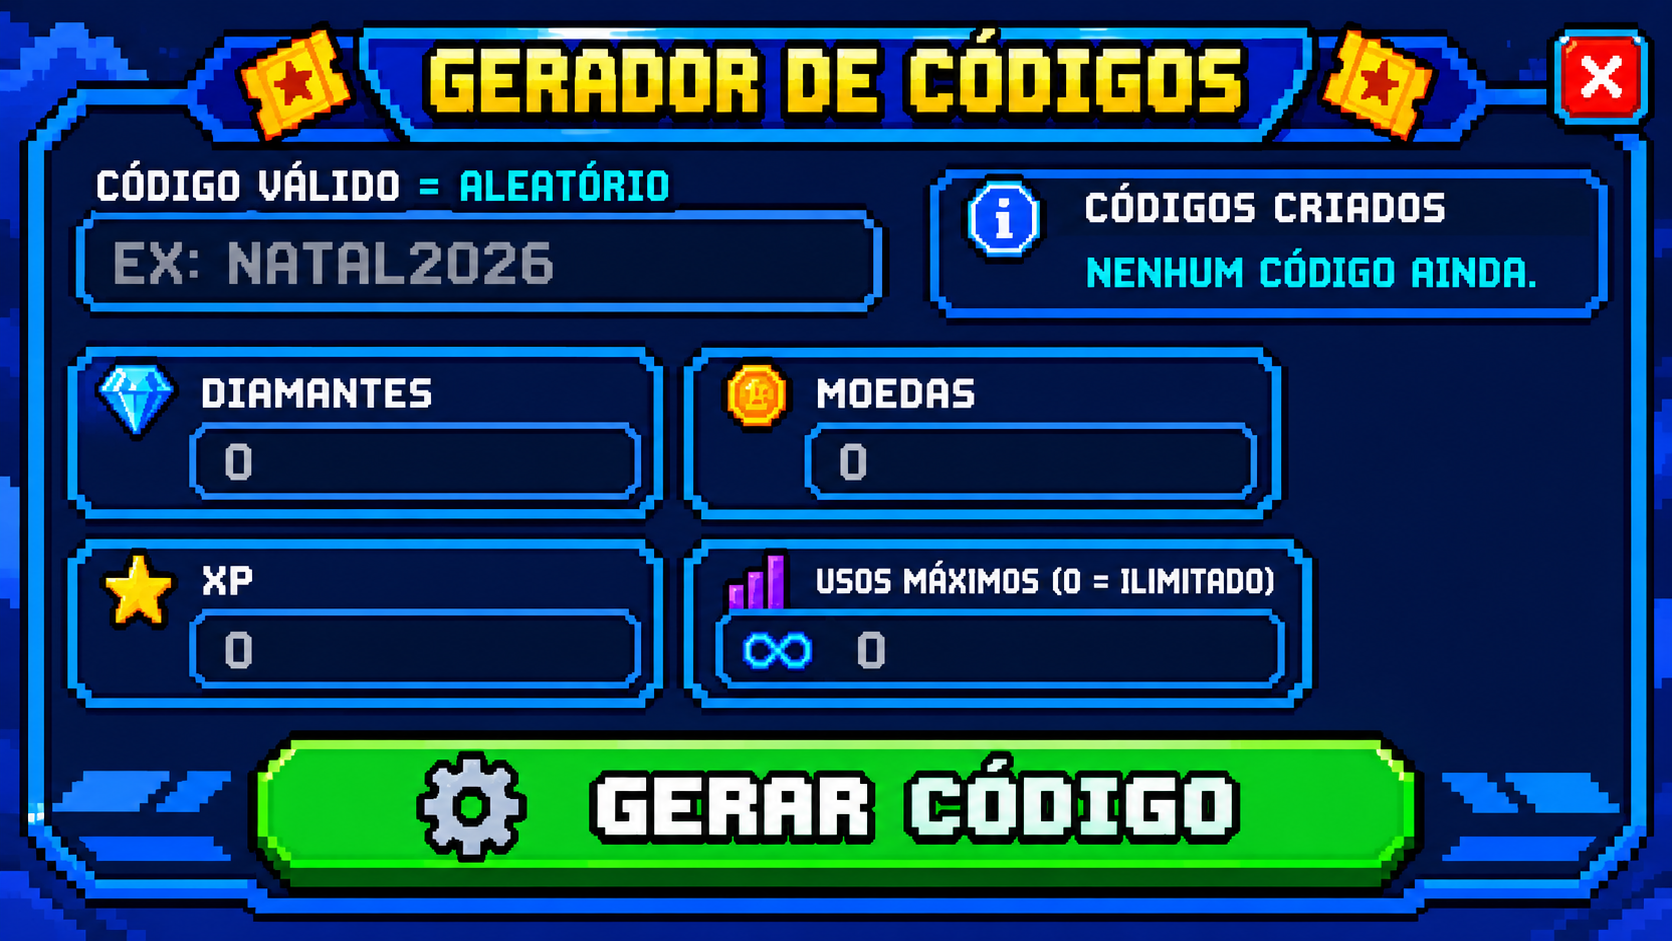 GERADOR DE CÓDIGOS
CÓDIGO VÁLIDO = ALEATÓRIO
EX: NATAL2026
CÓDIGOS CRIADOS
NENHUM CÓDIGO AINDA.
DIAMANTES
0
MOEDAS
0
XP
0
USOS MÁXIMOS (0 = ILIMITADO)
∞ 0
GERAR CÓDIGO